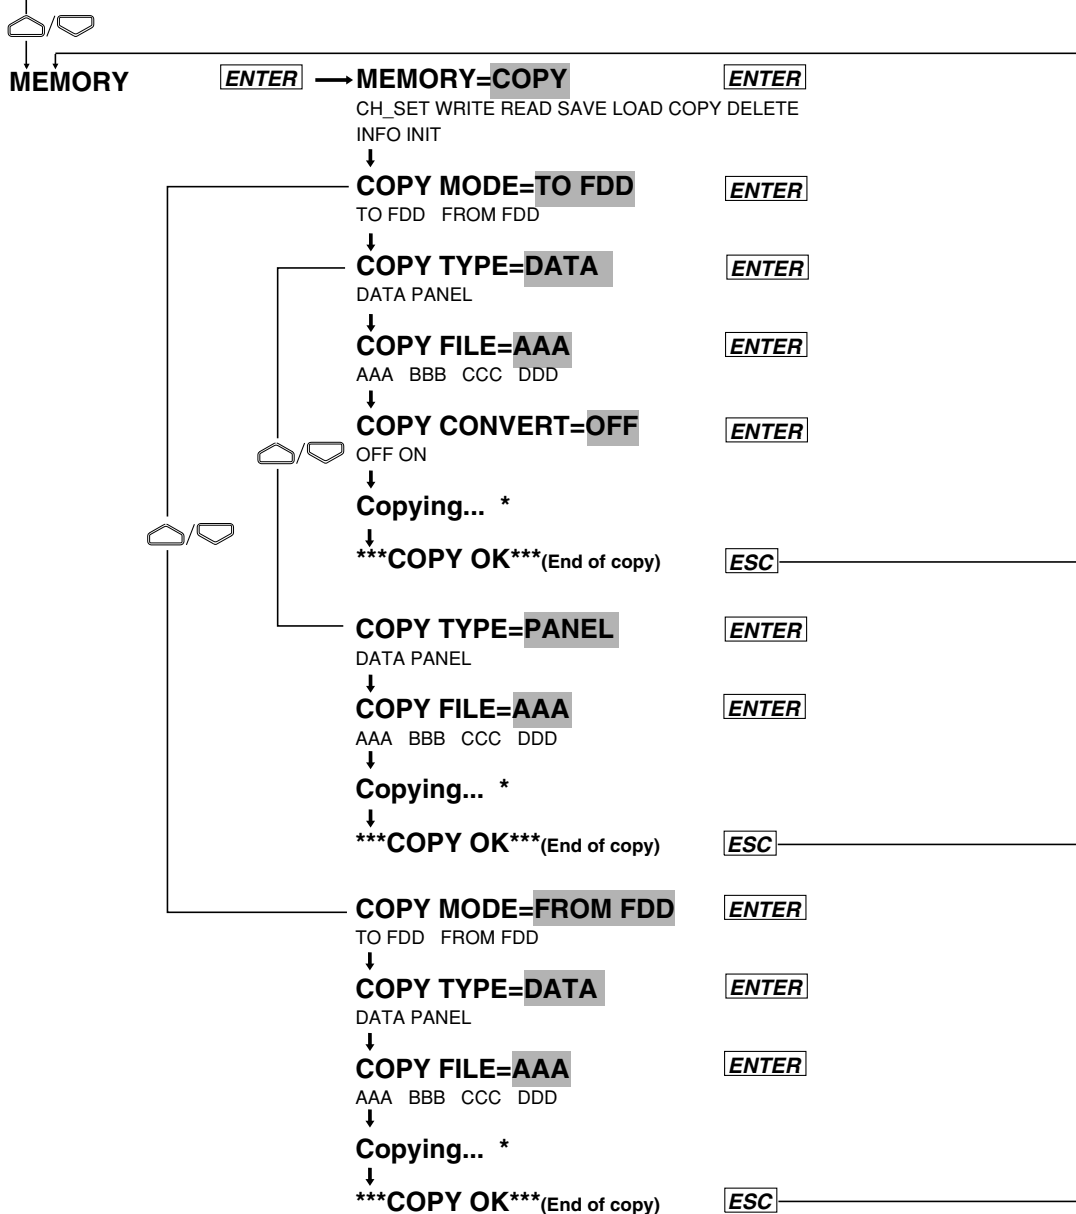 /
MEMORY ENTER MEMORY=COPY ENTER
CH_SET WRITE READ SAVE LOAD COPY DELETE
INFO INIT
COPY MODE=TO FDD ENTER
TO FDD FROM FDD
COPY TYPE=DATA ENTER
DATA PANEL
COPY FILE=AAA ENTER
AAA BBB CCC DDD
COPY CONVERT=OFF ENTER
/ OFF ON
Copying... *
/
***COPY OK***(End of copy) ESC
COPY TYPE=PANEL ENTER
DATA PANEL
COPY FILE=AAA ENTER
AAA BBB CCC DDD
Copying... *
***COPY OK***(End of copy) ESC
COPY MODE=FROM FDD ENTER
TO FDD FROM FDD
COPY TYPE=DATA ENTER
DATA PANEL
COPY FILE=AAA ENTER
AAA BBB CCC DDD
Copying... *
***COPY OK***(End of copy) ESC